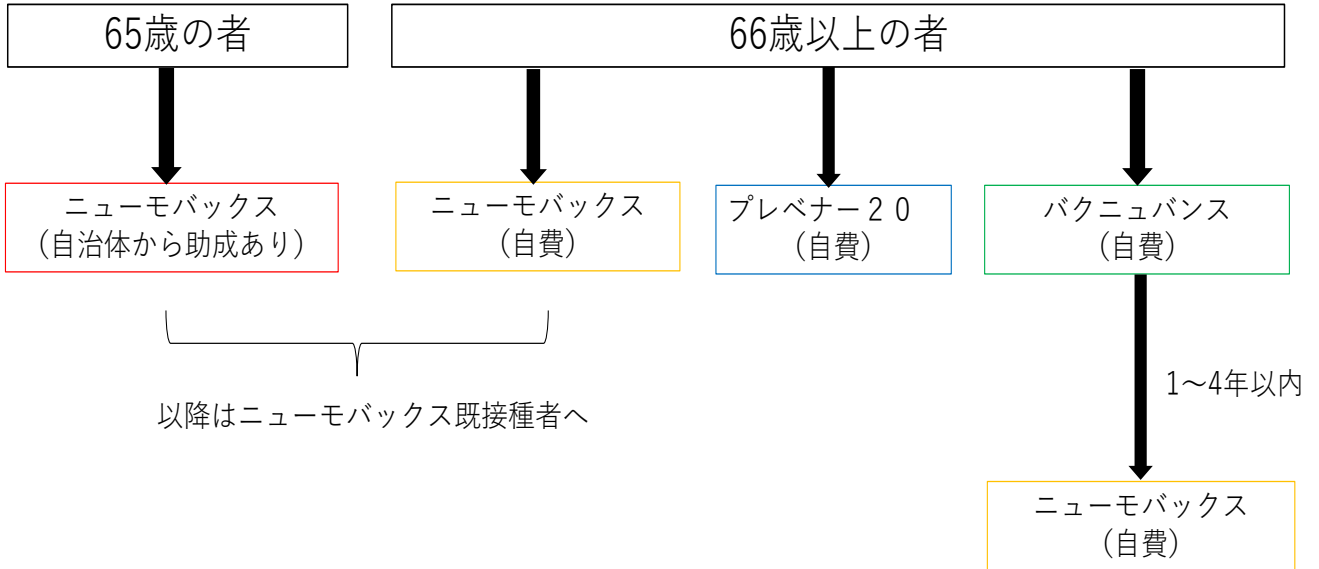 65歳の者
66歳以上の者
ニューモバックス
(自治体から助成あり)
ニューモバックス
(自費)
プレベナー２０
(自費)
バクニュバンス
(自費)
以降はニューモバックス既接種者へ
1～4年以内
ニューモバックス
(自費)